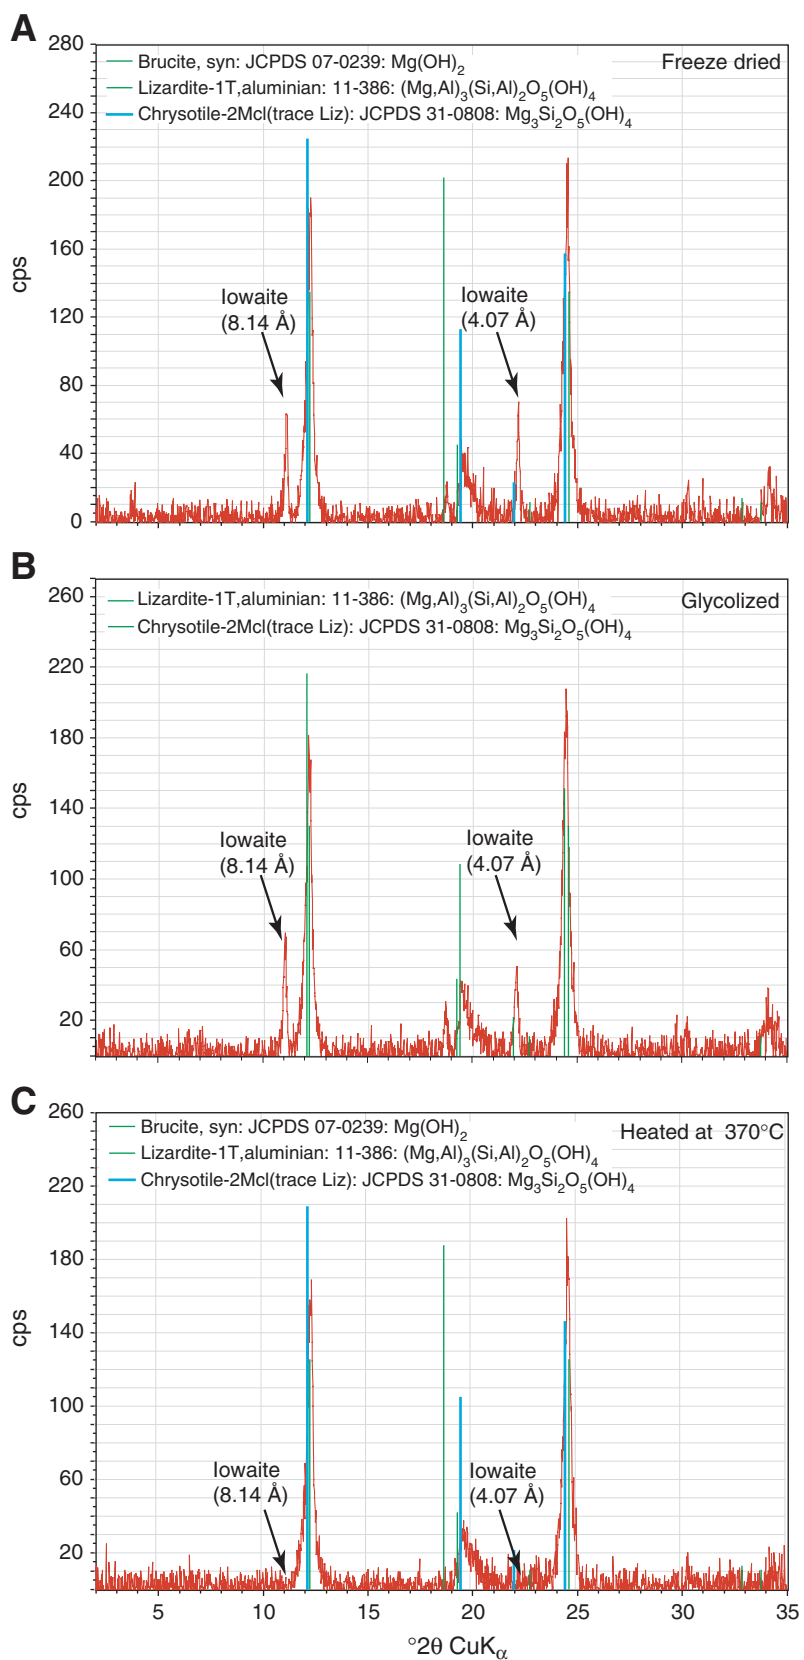 A
280
240
200
160
120
80
40
0
cps
Brucite, syn: JCPDS 07-0239: Mg(OH)₂
Lizardite-1T,aluminian: 11-386: (Mg,Al)₃(Si,Al)₂O₅(OH)₄
Chrysotile-2Mcl(trace Liz): JCPDS 31-0808: Mg₃Si₂O₅(OH)₄
Freeze dried
Iowaite
(8.14 Å)
Iowaite
(4.07 Å)
B
260
220
180
140
100
60
20
cps
Lizardite-1T,aluminian: 11-386: (Mg,Al)₃(Si,Al)₂O₅(OH)₄
Chrysotile-2Mcl(trace Liz): JCPDS 31-0808: Mg₃Si₂O₅(OH)₄
Glycolized
Iowaite
(8.14 Å)
Iowaite
(4.07 Å)
C
260
220
180
140
100
60
20
cps
Brucite, syn: JCPDS 07-0239: Mg(OH)₂
Lizardite-1T,aluminian: 11-386: (Mg,Al)₃(Si,Al)₂O₅(OH)₄
Chrysotile-2Mcl(trace Liz): JCPDS 31-0808: Mg₃Si₂O₅(OH)₄
Heated at 370°C
Iowaite
(8.14 Å)
Iowaite
(4.07 Å)
5 10 15 20 25 30 35
°2θ CuKα